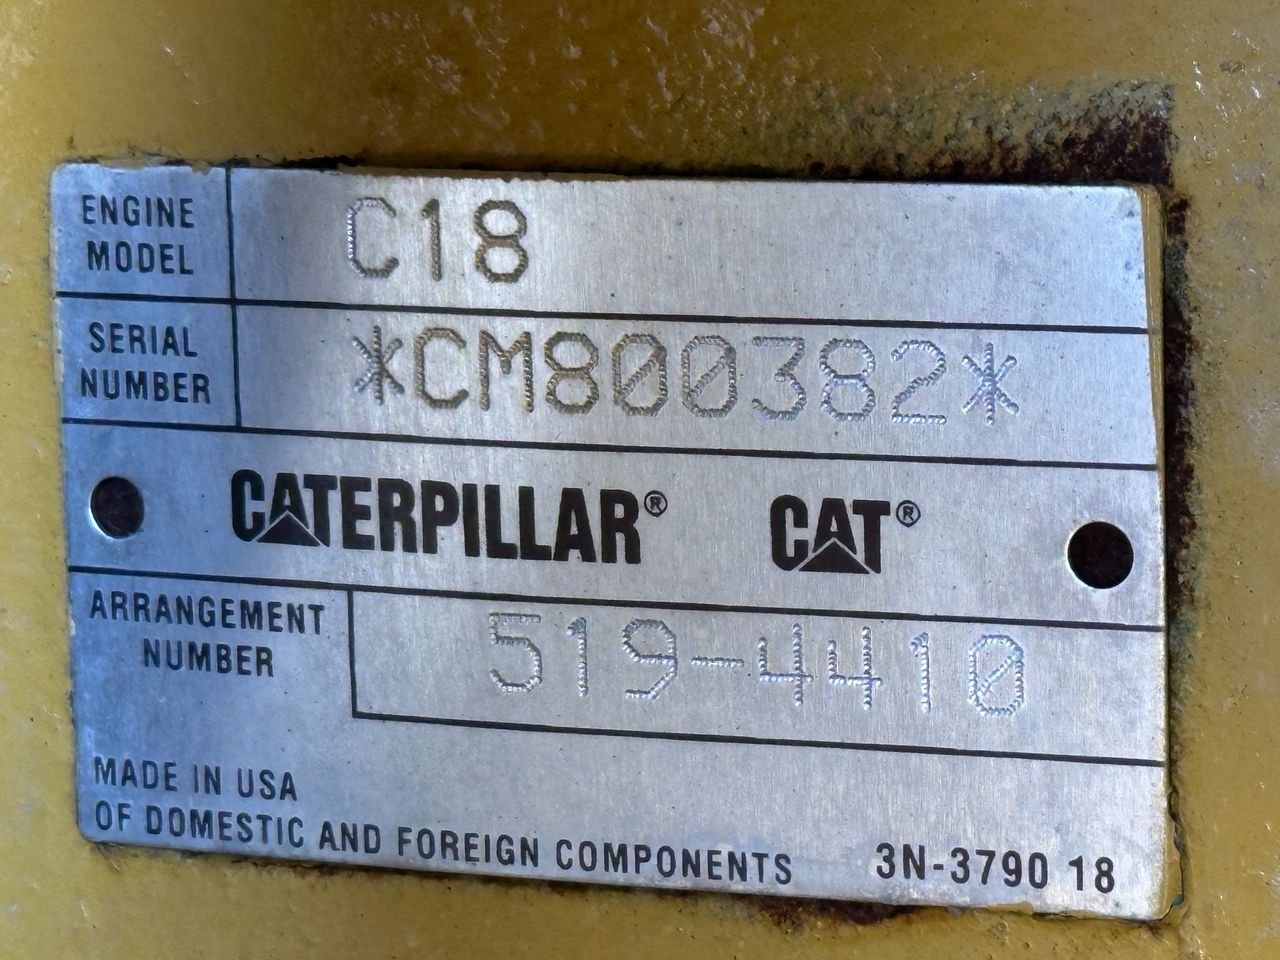 ENGINE MODEL C18
SERIAL NUMBER *CM800382*
CATERPILLAR® CAT®
ARRANGEMENT NUMBER 519-4410
MADE IN USA
OF DOMESTIC AND FOREIGN COMPONENTS 3N-3790 18